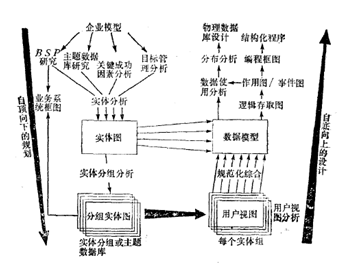 企业模型
BSP
研究
主题数据
库研究
关键成功
因素分析
目标管
理分析
业务系
统框图
实体分析
实体图
实体分组分析
分组实体图
实体分组或主题
数据库
自顶向下的规划
物理数据
库设计
结构化程序
分布分析
编程框图
数据使
用分析
作用图/事件图
逻辑存取图
数据模型
规范化综合
用户视图
用户视
图分析
每个实体组
自底向上的设计